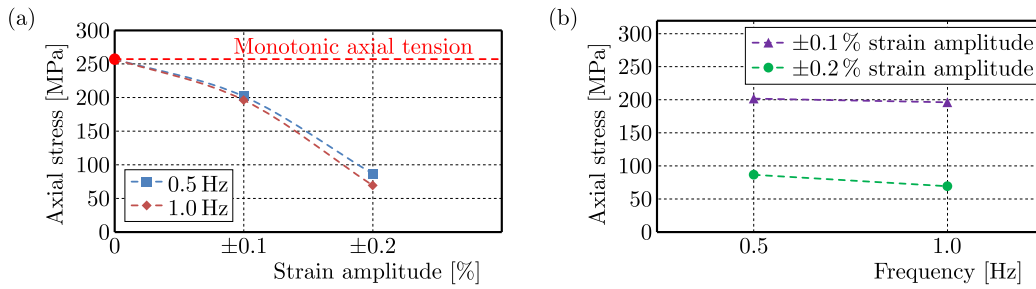 (a)
Axial stress [MPa]
300
250
200
150
100
50
0
Monotonic axial tension
0.5 Hz
1.0 Hz
0 ±0.1 ±0.2
Strain amplitude [%]
(b)
Axial stress [MPa]
300
250
200
150
100
50
0
±0.1 % strain amplitude
±0.2 % strain amplitude
0.5 1.0
Frequency [Hz]